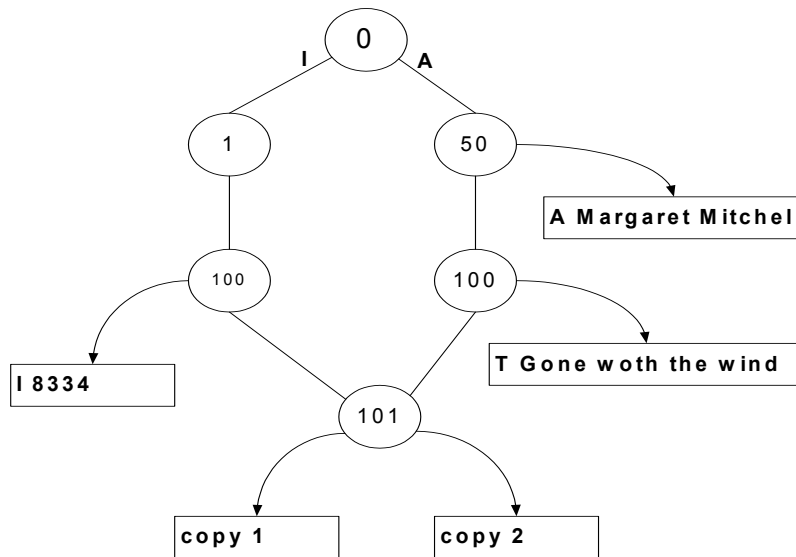 0
I A
1 50
A Margaret Mitchel
100 100
T Gone woth the wind
I 8334
101
copy 1 copy 2